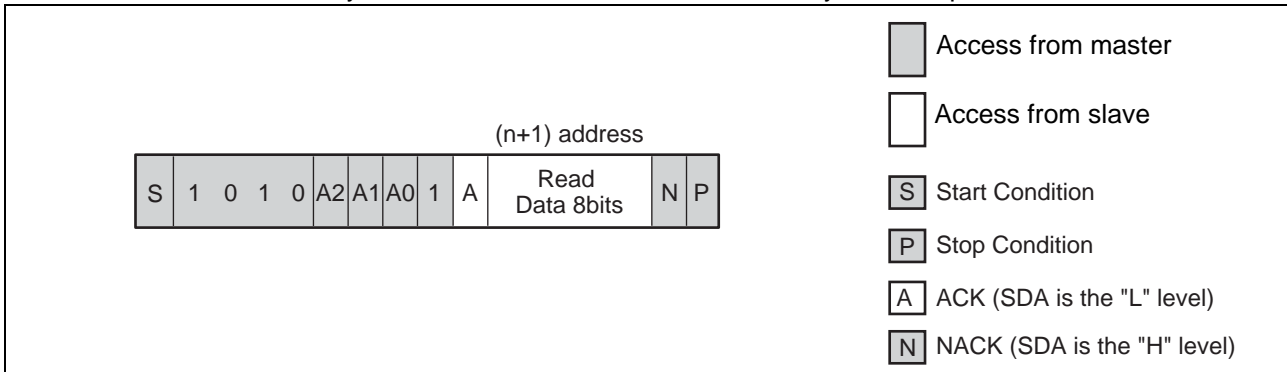 (n+1) address
S 1 0 1 0 A2 A1 A0 1 A Read Data 8bits N P
Access from master
Access from slave
S Start Condition
P Stop Condition
A ACK (SDA is the "L" level)
N NACK (SDA is the "H" level)